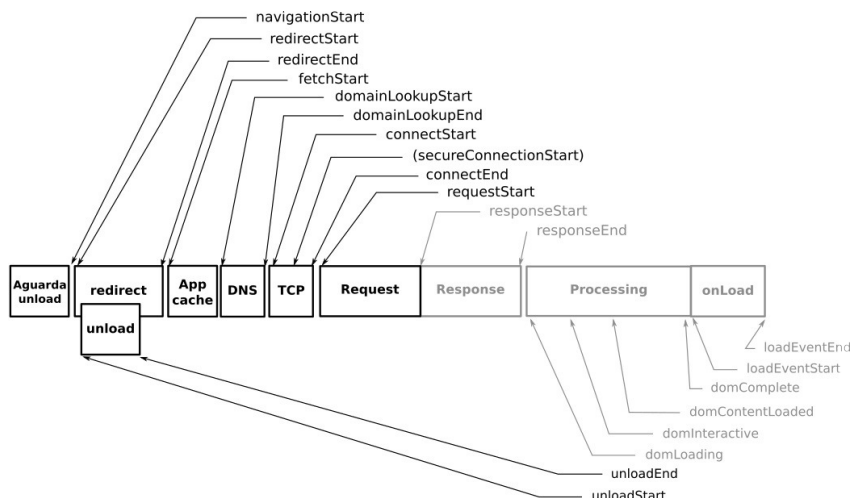 navigationStart
redirectStart
redirectEnd
fetchStart
domainLookupStart
domainLookupEnd
connectStart
(secureConnectionStart)
connectEnd
requestStart
responseStart
responseEnd
Aguarda
unload
redirect
App
cache
DNS
TCP
Request
Response
Processing
onLoad
unload
loadEventEnd
loadEventStart
domComplete
domContentLoaded
domInteractive
domLoading
unloadEnd
unloadStart